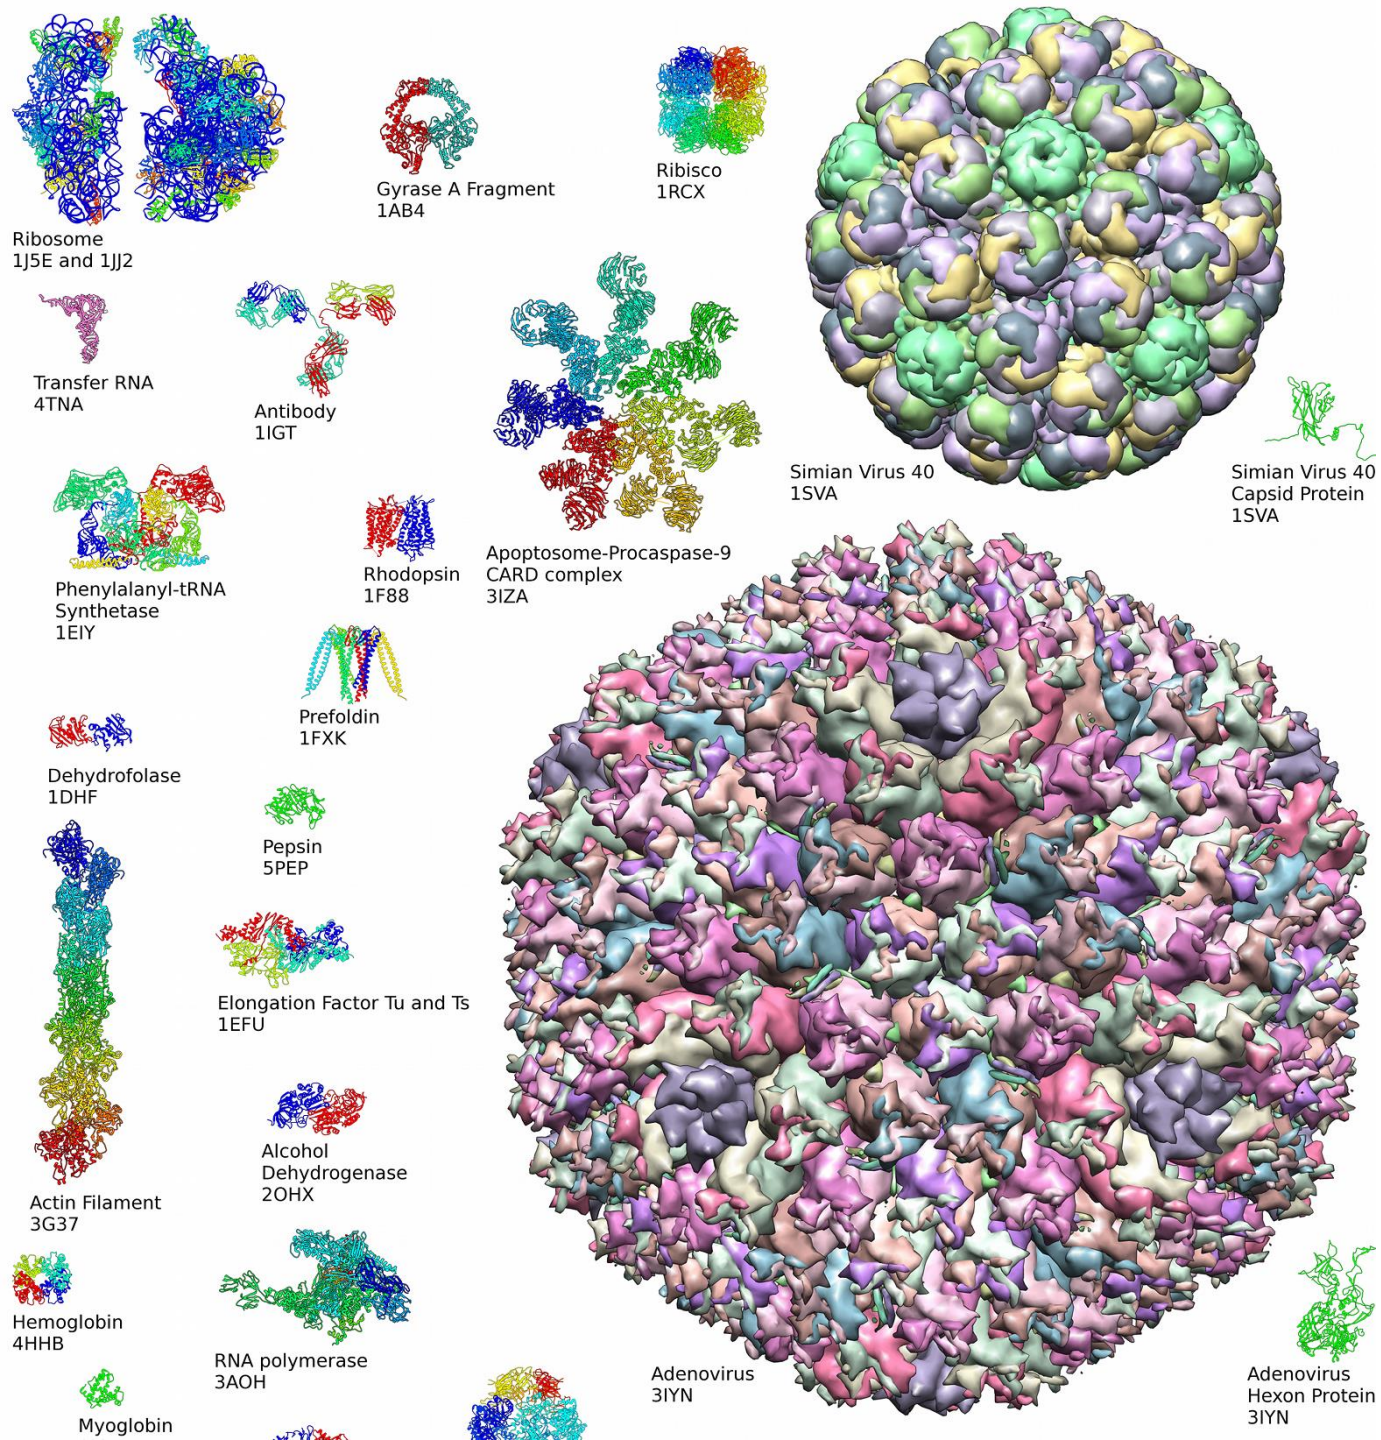 Ribosome
1J5E and 1JJ2
Gyrase A Fragment
1AB4
Ribisco
1RCX
Transfer RNA
4TNA
Antibody
1IGT
Simian Virus 40
1SVA
Simian Virus 40
Capsid Protein
1SVA
Phenylalanyl-tRNA
Synthetase
1EIY
Rhodopsin
1F88
Apoptosome-Procaspase-9
CARD complex
3IZA
Prefoldin
1FXK
Dehydrofolase
1DHF
Pepsin
5PEP
Elongation Factor Tu and Ts
1EFU
Actin Filament
3G37
Alcohol
Dehydrogenase
2OHX
Hemoglobin
4HHB
RNA polymerase
3AOH
Adenovirus
3IYN
Adenovirus
Hexon Protein
3IYN
Myoglobin